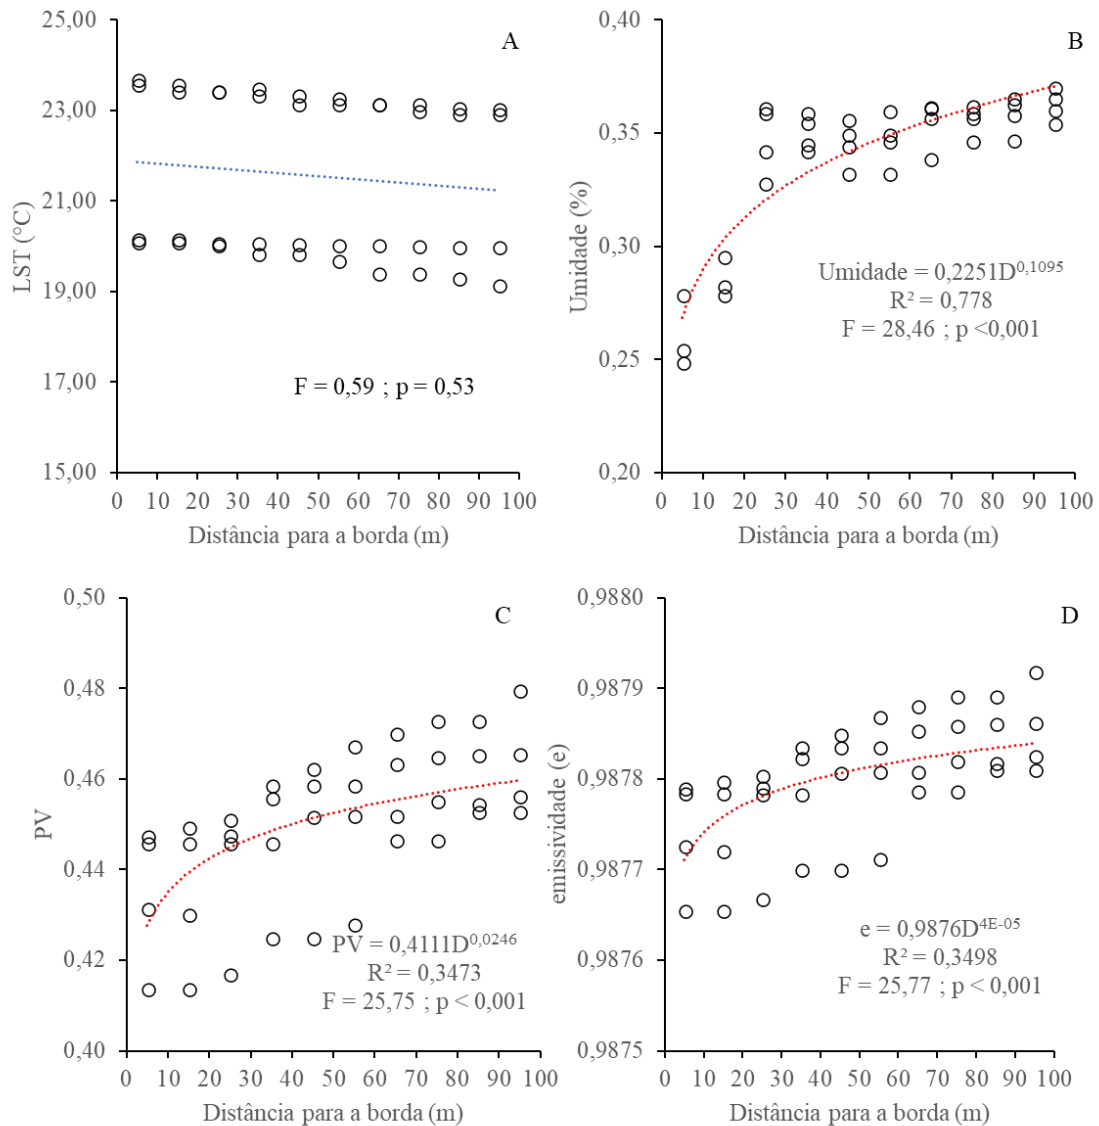 A
LST (°C)
25,00
23,00
21,00
19,00
17,00
15,00
F = 0,59 ; p = 0,53
0 10 20 30 40 50 60 70 80 90 100
Distância para a borda (m)
B
Umidade (%)
0,40
0,35
0,30
0,25
0,20
Umidade = 0,2251D^0,1095
R² = 0,778
F = 28,46 ; p <0,001
0 10 20 30 40 50 60 70 80 90 100
Distância para a borda (m)
C
PV
0,50
0,48
0,46
0,44
0,42
0,40
PV = 0,4111D^0,0246
R² = 0,3473
F = 25,75 ; p < 0,001
0 10 20 30 40 50 60 70 80 90 100
Distância para a borda (m)
D
emissividade (e)
0,9880
0,9879
0,9878
0,9877
0,9876
0,9875
e = 0,9876D^4E-05
R² = 0,3498
F = 25,77 ; p < 0,001
0 10 20 30 40 50 60 70 80 90 100
Distância para a borda (m)